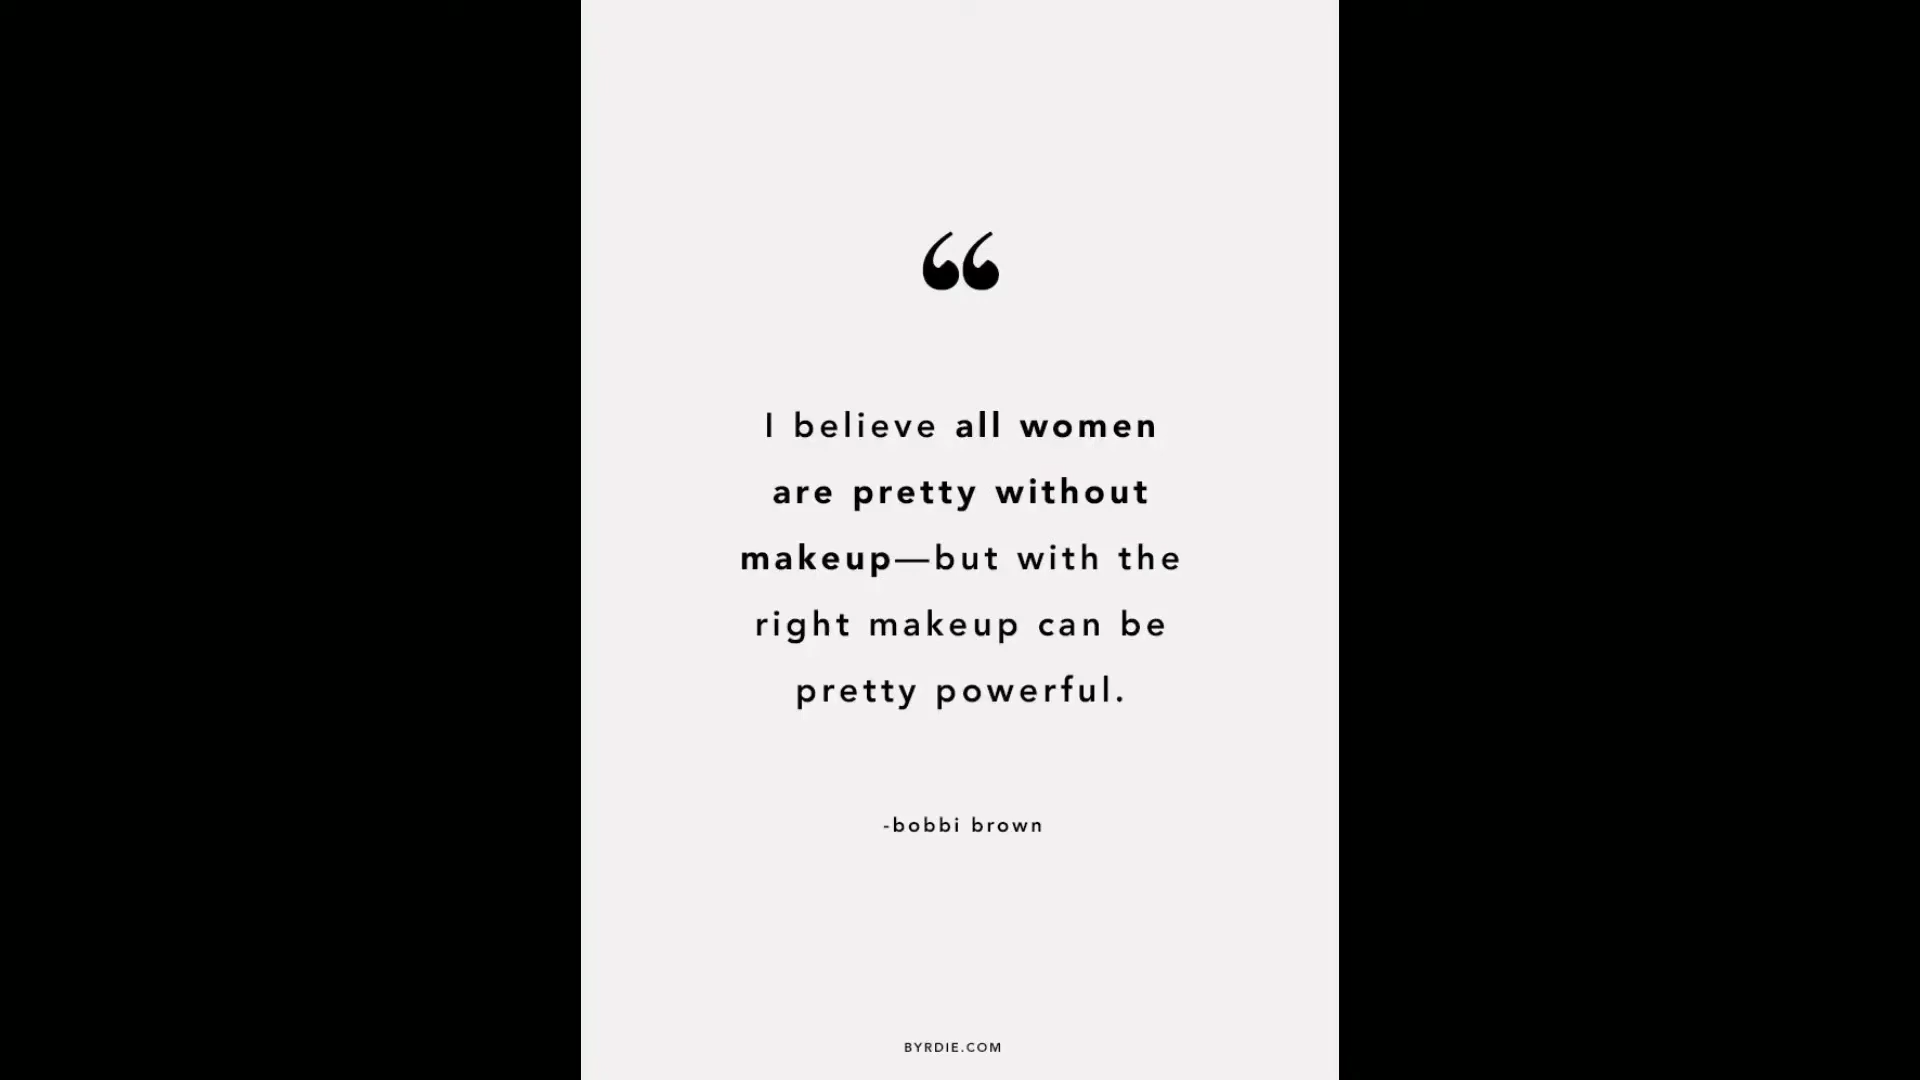 “
I believe all women
are pretty without
makeup—but with the
right makeup can be
pretty powerful.
-bobbi brown
BYRDIE.COM